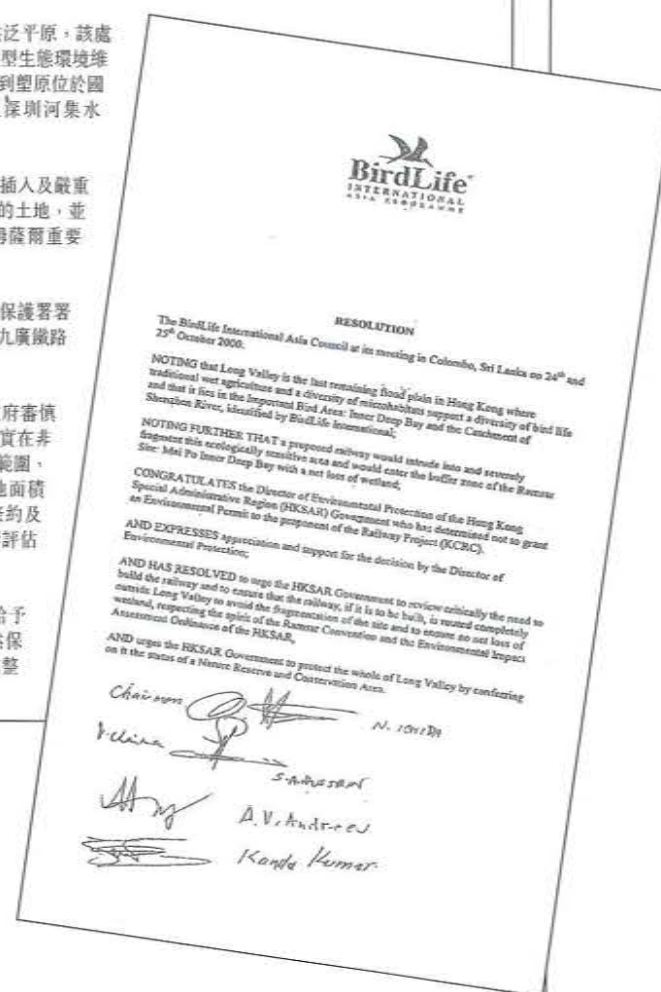 泛平原，該處
型生態環境維
到塱原位於國
深圳河集水
插入及嚴重
的土地，並
姆薩爾重要
保護署署
九廣鐵路
府審慎
實在非
範圍、
地面積
約及
評估
給予
保
整
BirdLife
INTERNATIONAL
ASIA PROGRAMME
RESOLUTION
The BirdLife International Asia Council at its meeting in Colombo, Sri Lanka on 24th and
25th October 2000:
NOTING that Long Valley is the last remaining flood plain in Hong Kong where
traditional wet agriculture and a diversity of microhabitats support a diversity of bird life
and that it lies in the Important Bird Area: Inner Deep Bay and the Catchment of
Shenzhen River, identified by BirdLife International;
NOTING FURTHER THAT a proposed railway would intrude into and severely
fragment this ecologically sensitive area and would enter the buffer zone of the Ramsar
Site: Mai Po Inner Deep Bay with a net loss of wetland;
CONGRATULATES the Director of Environmental Protection of the Hong Kong
Special Administrative Region (HKSAR) Government who has determined not to grant
an Environmental Permit to the proponent of the Railway Project (KCRC).
AND EXPRESSES appreciation and support for the decision by the Director of
Environmental Protection;
AND HAS RESOLVED to urge the HKSAR Government to review critically the need to
build the railway and to ensure that the railway, if it is to be built, is routed completely
outside Long Valley to avoid the fragmentation of the site and to ensure no net loss of
wetland, respecting the spirit of the Ramsar Convention and the Environmental Impact
Assessment Ordinance of the HKSAR,
AND urges the HKSAR Government to protect the whole of Long Valley by conferring
on it the status of a Nature Reserve and Conservation Area.
Chairman
N. ICHIDA
A.V. Andreev
Kanda Kumar